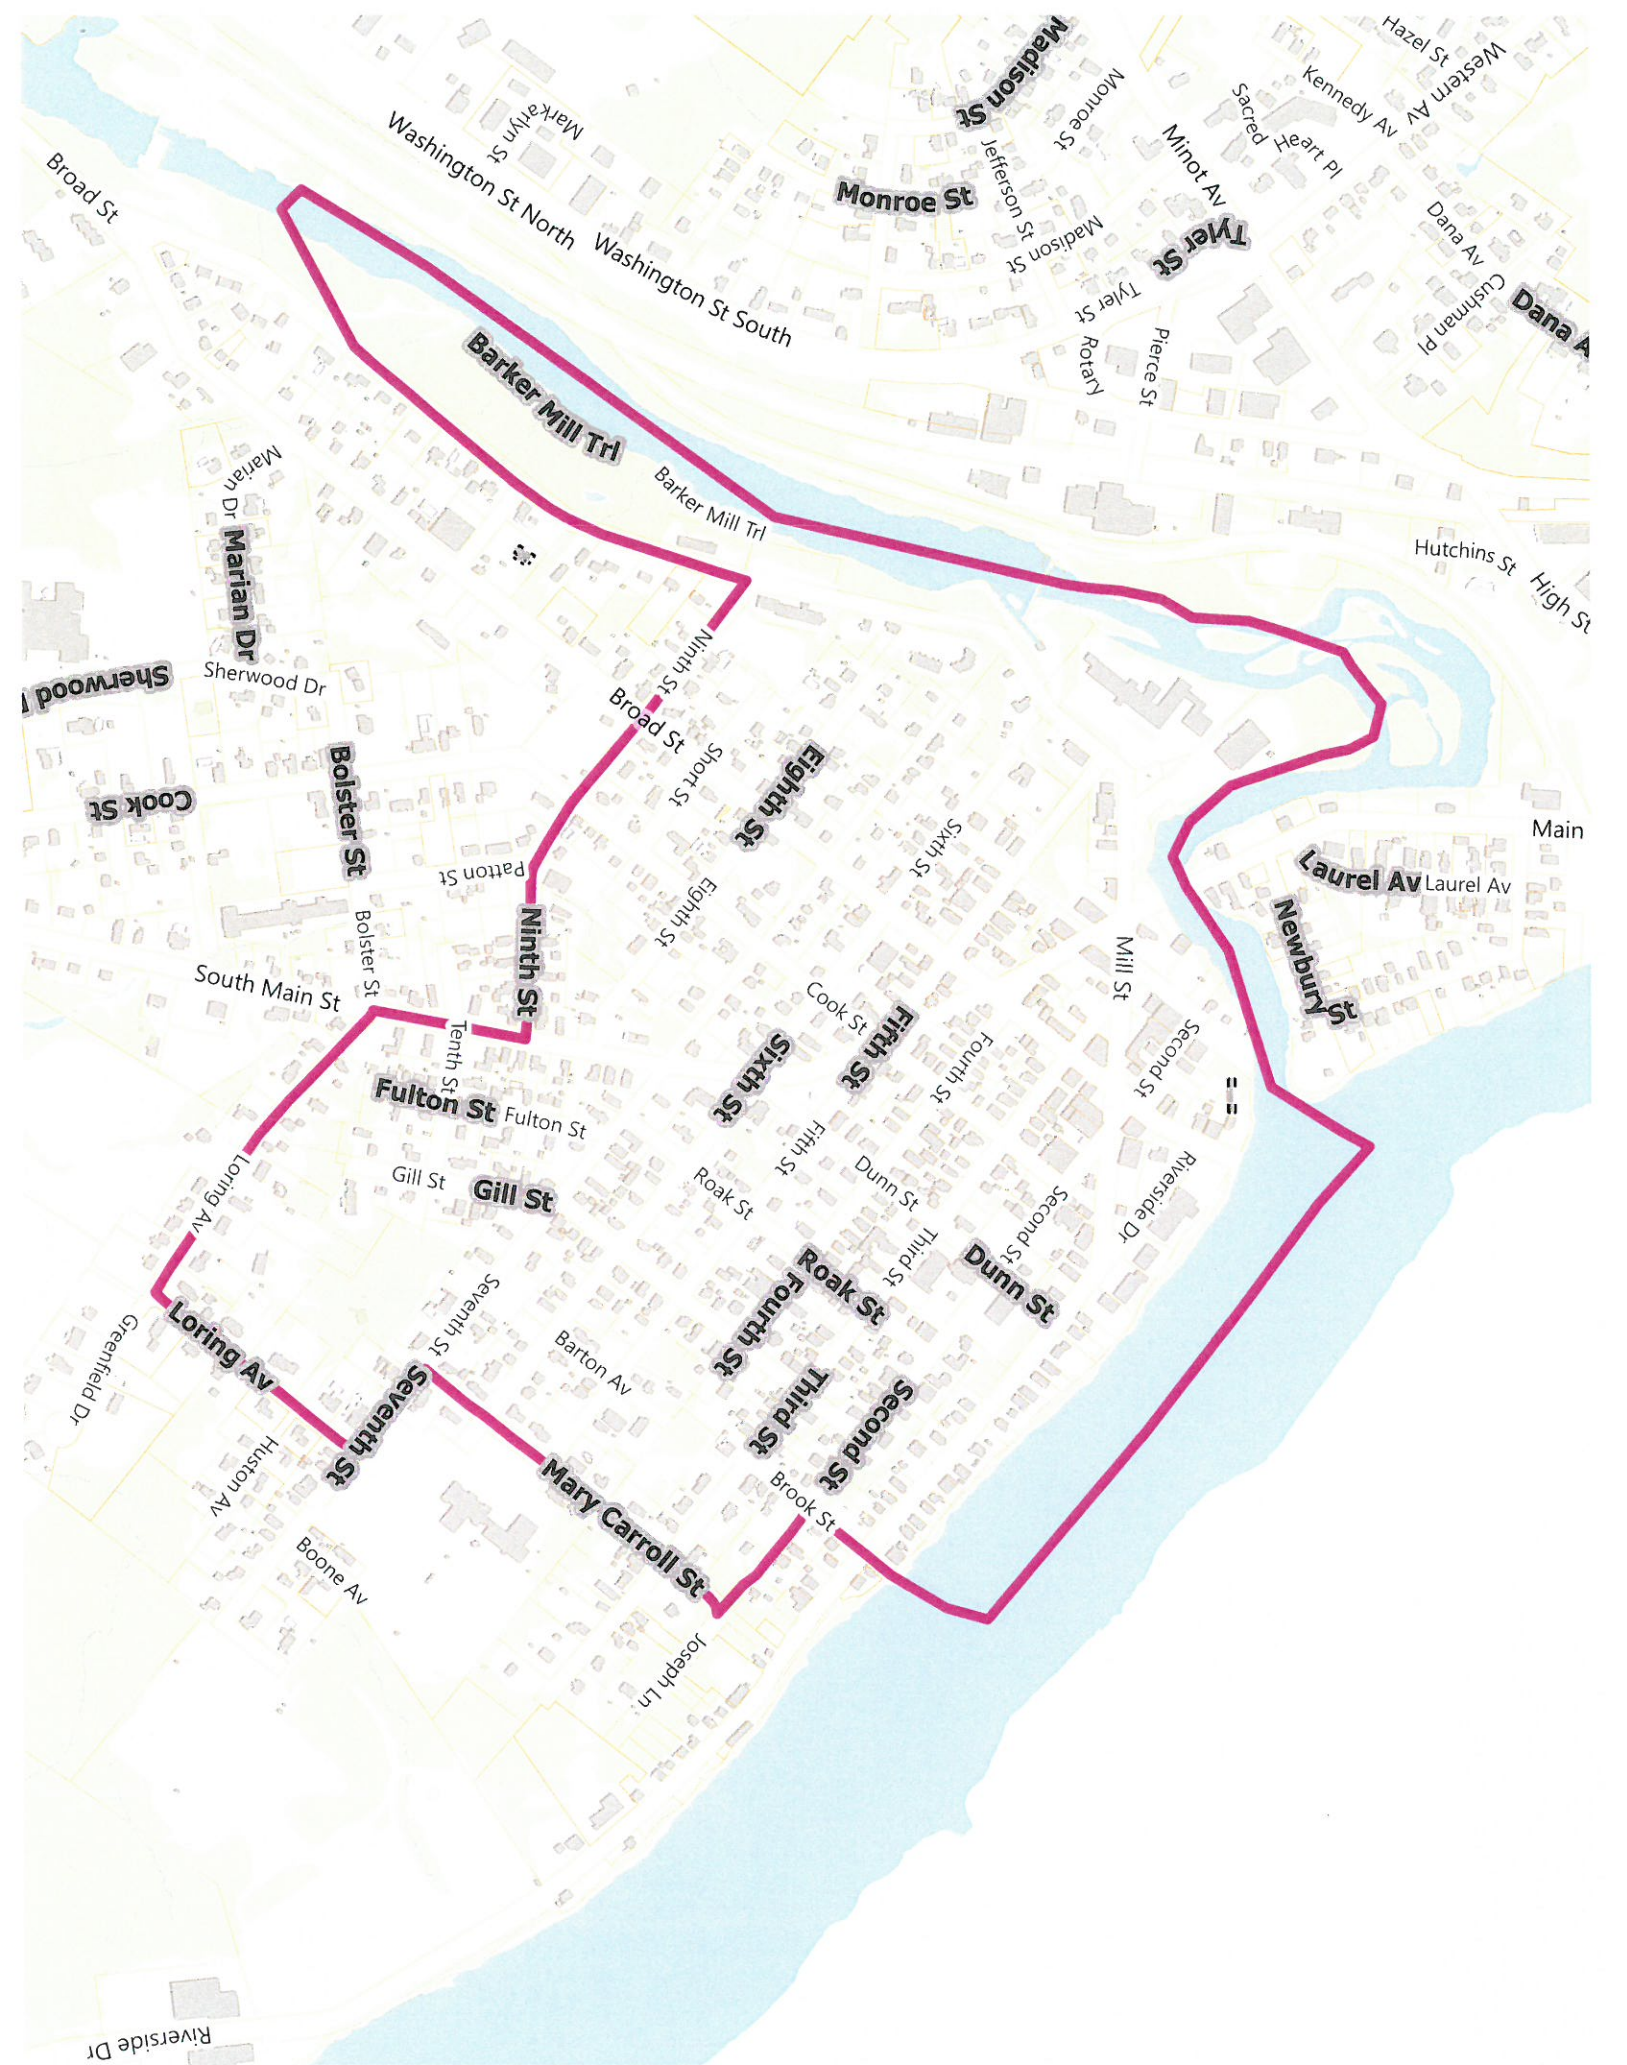 Hazel St
Western Av
Madison St
Kennedy Av
Monroe St
Sacred Heart Pl
Markarlyn St
Washington St North
Minot Av
Jefferson St
Broad St
Monroe St
Tyler St
Dana Av
Madison St
Washington St South
Cushman Pl
Dana A
Tyler St
Rotary
Pierce St
Barker Mill Trl
Marian Dr
Barker Mill Trl
Hutchins St
High St
Marian Dr
Ninth St
Sherwood
Sherwood Dr
Broad St
Short St
Eighth St
Cook St
Bolster St
Sixth St
Main
Patton St
Laurel Av
Laurel Av
Eighth St
Ninth St
Newbury St
Bolster St
Mill St
South Main St
Cook St
Fifth St
Tenth St
Sixth St
Fourth St
Second St
Fulton St
Fulton St
Fifth St
Gill St
Gill St
Roak St
Dunn St
Riverside Dr
Loring Av
Second St
Third St
Dunn St
Roak St
Seventh St
Fourth St
Loring Av
Greenfield Dr
Barton Av
Seventh St
Third St
Second St
Huston Av
Mary Carroll St
Brook St
Boone Av
Joseph Ln
Riverside Dr